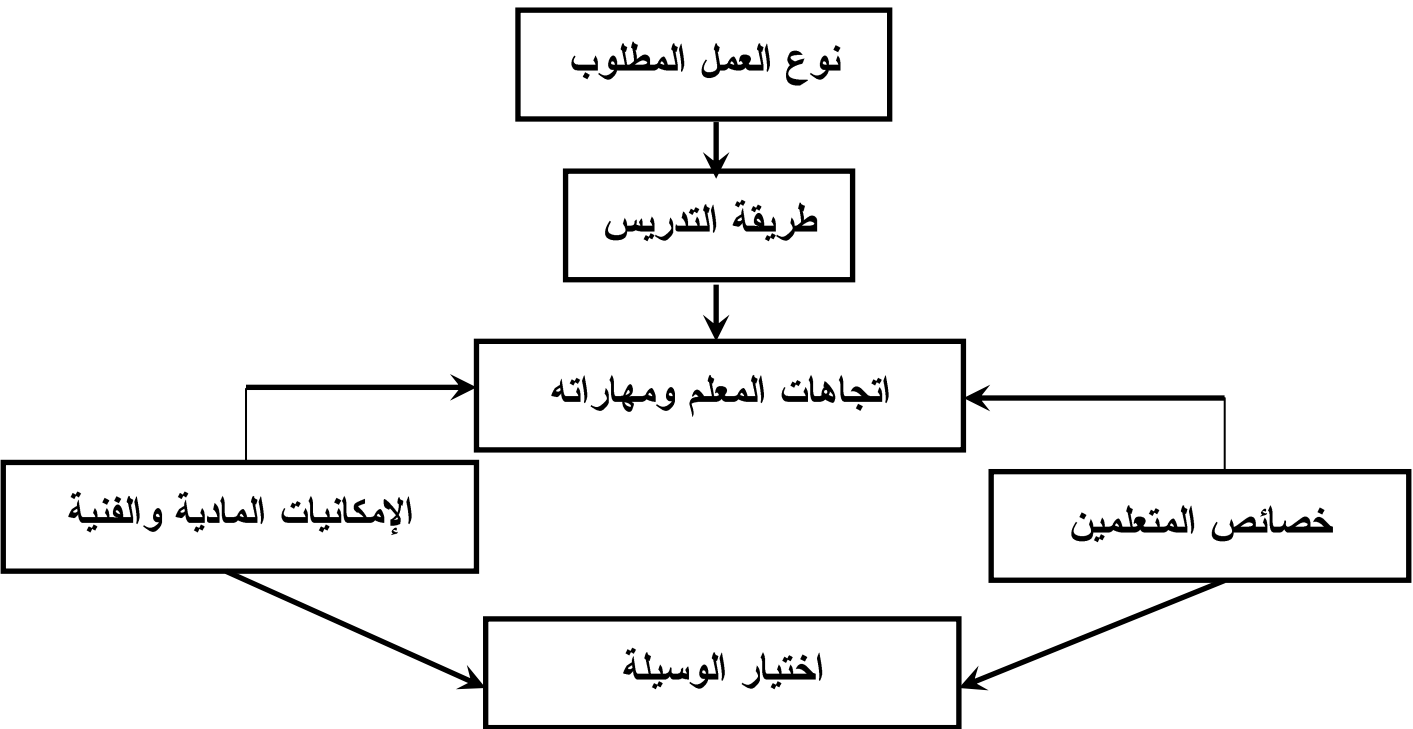 نوع العمل المطلوب
طريقة التدريس
اتجاهات المعلم ومهاراته
خصائص المتعلمين
الإمكانيات المادية والفنية
اختيار الوسيلة